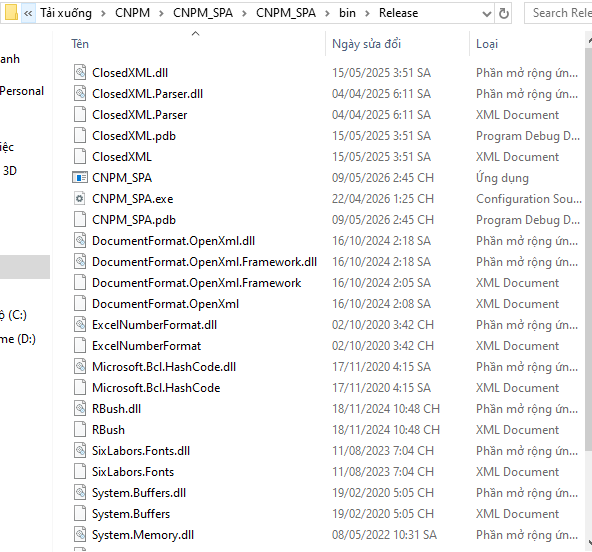 « Tải xuống > CNPM > CNPM_SPA > CNPM_SPA > bin > Release Search Rele
Tên Ngày sửa đổi Loại
anh
Personal
iệc
3D
ộ (C:)
me (D:)
ClosedXML.dll 15/05/2025 3:51 SA Phần mở rộng ứn...
ClosedXML.Parser.dll 04/04/2025 6:11 SA Phần mở rộng ứn...
ClosedXML.Parser 04/04/2025 6:11 SA XML Document
ClosedXML.pdb 15/05/2025 3:51 SA Program Debug D...
ClosedXML 15/05/2025 3:51 SA XML Document
CNPM_SPA 09/05/2026 2:45 CH Ứng dụng
CNPM_SPA.exe 22/04/2026 1:25 CH Configuration Sou...
CNPM_SPA.pdb 09/05/2026 2:45 CH Program Debug D...
DocumentFormat.OpenXml.dll 16/10/2024 2:18 SA Phần mở rộng ứn...
DocumentFormat.OpenXml.Framework.dll 16/10/2024 2:18 SA Phần mở rộng ứn...
DocumentFormat.OpenXml.Framework 16/10/2024 2:05 SA XML Document
DocumentFormat.OpenXml 16/10/2024 2:08 SA XML Document
ExcelNumberFormat.dll 02/10/2020 3:42 CH Phần mở rộng ứn...
ExcelNumberFormat 02/10/2020 3:42 CH XML Document
Microsoft.Bcl.HashCode.dll 17/11/2020 4:15 SA Phần mở rộng ứn...
Microsoft.Bcl.HashCode 17/11/2020 4:15 SA XML Document
RBush.dll 18/11/2024 10:48 CH Phần mở rộng ứn...
RBush 18/11/2024 10:48 CH XML Document
SixLabors.Fonts.dll 11/08/2023 7:04 CH Phần mở rộng ứn...
SixLabors.Fonts 11/08/2023 7:04 CH XML Document
System.Buffers.dll 19/02/2020 5:05 CH Phần mở rộng ứn...
System.Buffers 19/02/2020 5:05 CH XML Document
System.Memory.dll 08/05/2022 10:31 SA Phần mở rộng ứn...